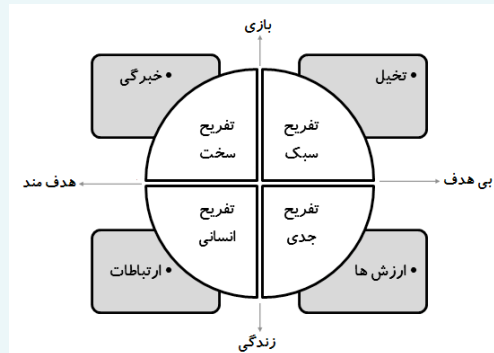 بازی
• تخیل
• خبرگی
تفریح
سبک
تفریح
سخت
بی هدف
هدف مند
تفریح
جدی
تفریح
انسانی
• ارزش ها
• ارتباطات
زندگی